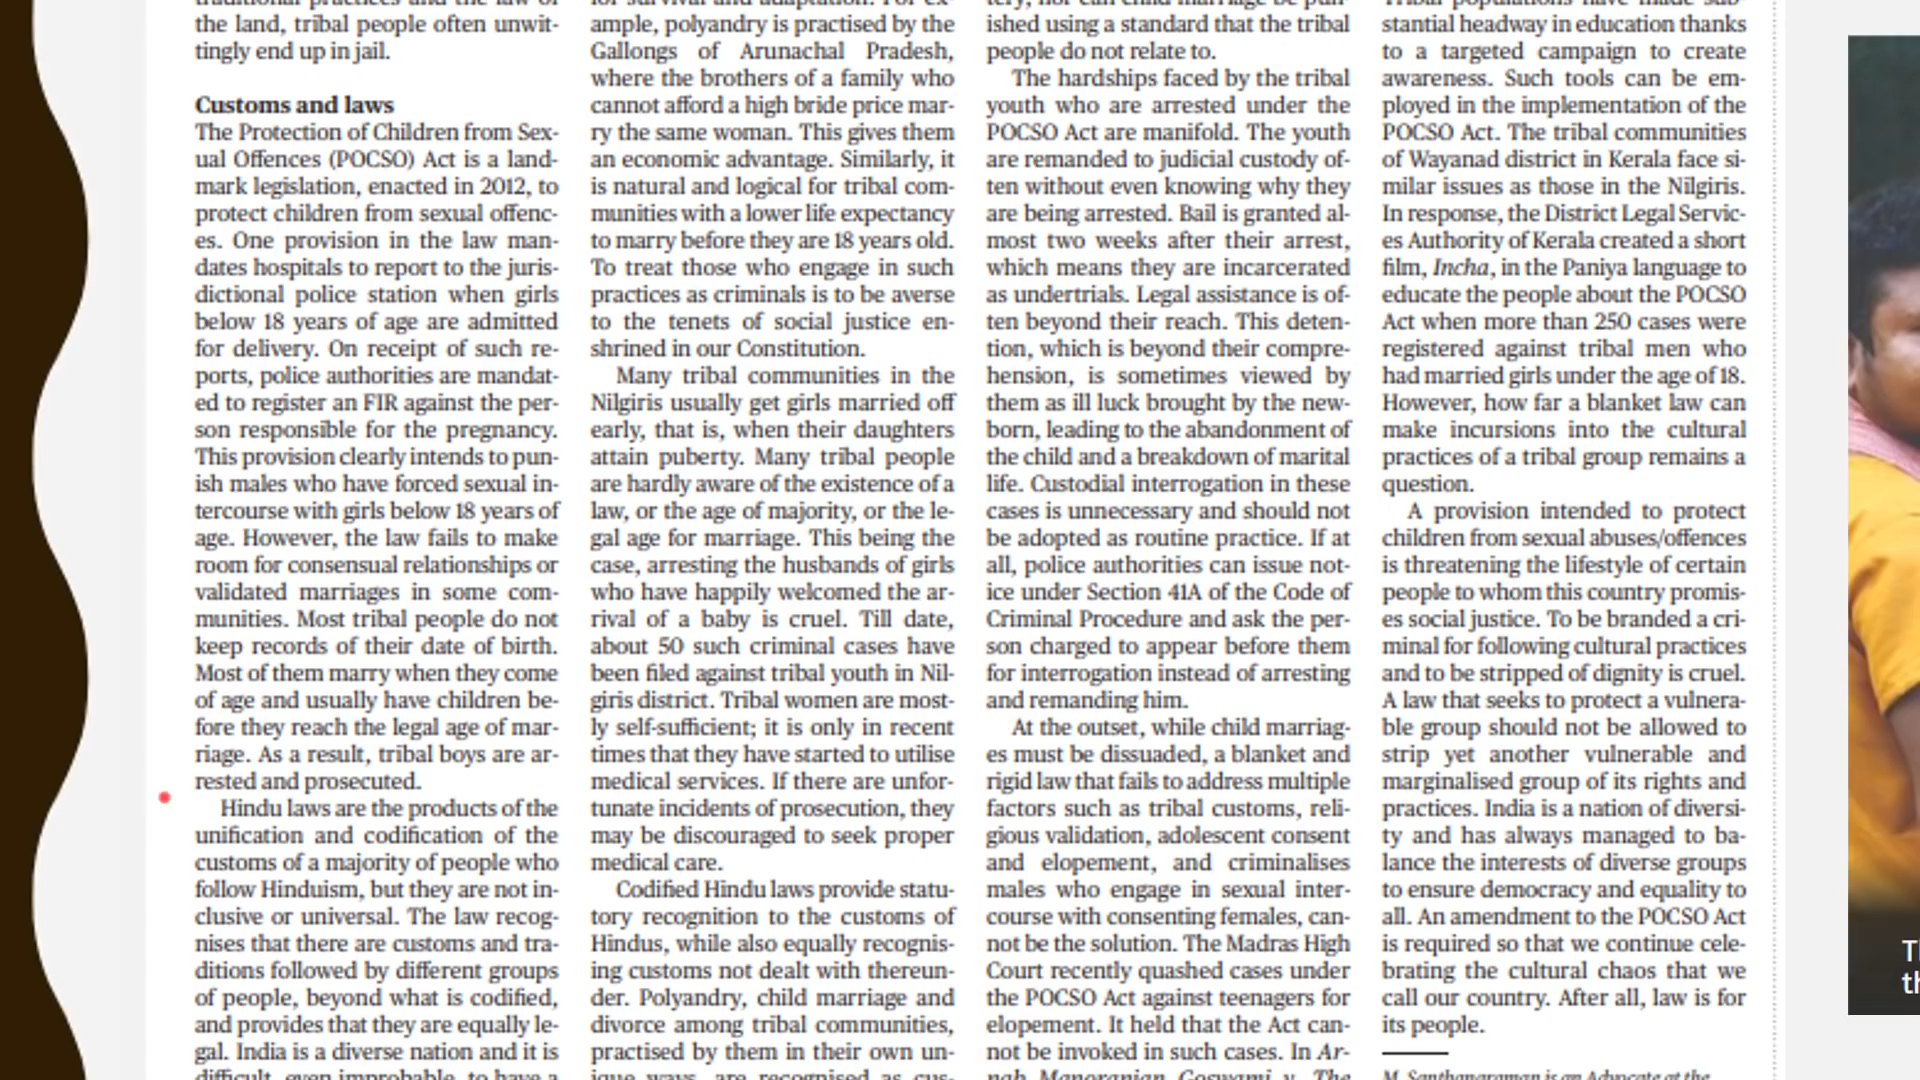 traditional practices and the law of
the land, tribal people often unwit-
tingly end up in jail.
Customs and laws
The Protection of Children from Sex-
ual Offences (POCSO) Act is a land-
mark legislation, enacted in 2012, to
protect children from sexual offenc-
es. One provision in the law man-
dates hospitals to report to the juris-
dictional police station when girls
below 18 years of age are admitted
for delivery. On receipt of such re-
ports, police authorities are mandat-
ed to register an FIR against the per-
son responsible for the pregnancy.
This provision clearly intends to pun-
ish males who have forced sexual in-
tercourse with girls below 18 years of
age. However, the law fails to make
room for consensual relationships or
validated marriages in some com-
munities. Most tribal people do not
keep records of their date of birth.
Most of them marry when they come
of age and usually have children be-
fore they reach the legal age of mar-
riage. As a result, tribal boys are ar-
rested and prosecuted.
Hindu laws are the products of the
unification and codification of the
customs of a majority of people who
follow Hinduism, but they are not in-
clusive or universal. The law recog-
nises that there are customs and tra-
ditions followed by different groups
of people, beyond what is codified,
and provides that they are equally le-
gal. India is a diverse nation and it is
difficult, even improbable, to have a
for survival and adaptation. For ex-
ample, polyandry is practised by the
Gallongs of Arunachal Pradesh,
where the brothers of a family who
cannot afford a high bride price mar-
ry the same woman. This gives them
an economic advantage. Similarly, it
is natural and logical for tribal com-
munities with a lower life expectancy
to marry before they are 18 years old.
To treat those who engage in such
practices as criminals is to be averse
to the tenets of social justice en-
shrined in our Constitution.
Many tribal communities in the
Nilgiris usually get girls married off
early, that is, when their daughters
attain puberty. Many tribal people
are hardly aware of the existence of a
law, or the age of majority, or the le-
gal age for marriage. This being the
case, arresting the husbands of girls
who have happily welcomed the ar-
rival of a baby is cruel. Till date,
about 50 such criminal cases have
been filed against tribal youth in Nil-
giris district. Tribal women are most-
ly self-sufficient; it is only in recent
times that they have started to utilise
medical services. If there are unfor-
tunate incidents of prosecution, they
may be discouraged to seek proper
medical care.
Codified Hindu laws provide statu-
tory recognition to the customs of
Hindus, while also equally recognis-
ing customs not dealt with thereun-
der. Polyandry, child marriage and
divorce among tribal communities,
practised by them in their own un-
ique ways, are recognised as cus-
tery, nor can child marriage be pun-
ished using a standard that the tribal
people do not relate to.
The hardships faced by the tribal
youth who are arrested under the
POCSO Act are manifold. The youth
are remanded to judicial custody of-
ten without even knowing why they
are being arrested. Bail is granted al-
most two weeks after their arrest,
which means they are incarcerated
as undertrials. Legal assistance is of-
ten beyond their reach. This deten-
tion, which is beyond their compre-
hension, is sometimes viewed by
them as ill luck brought by the new-
born, leading to the abandonment of
the child and a breakdown of marital
life. Custodial interrogation in these
cases is unnecessary and should not
be adopted as routine practice. If at
all, police authorities can issue not-
ice under Section 41A of the Code of
Criminal Procedure and ask the per-
son charged to appear before them
for interrogation instead of arresting
and remanding him.
At the outset, while child marriag-
es must be dissuaded, a blanket and
rigid law that fails to address multiple
factors such as tribal customs, reli-
gious validation, adolescent consent
and elopement, and criminalises
males who engage in sexual inter-
course with consenting females, can-
not be the solution. The Madras High
Court recently quashed cases under
the POCSO Act against teenagers for
elopement. It held that the Act can-
not be invoked in such cases. In Ar-
nab Manoranjan Goswami v. The
Tribal populations have made sub-
stantial headway in education thanks
to a targeted campaign to create
awareness. Such tools can be em-
ployed in the implementation of the
POCSO Act. The tribal communities
of Wayanad district in Kerala face si-
milar issues as those in the Nilgiris.
In response, the District Legal Servic-
es Authority of Kerala created a short
film, Incha, in the Paniya language to
educate the people about the POCSO
Act when more than 250 cases were
registered against tribal men who
had married girls under the age of 18.
However, how far a blanket law can
make incursions into the cultural
practices of a tribal group remains a
question.
A provision intended to protect
children from sexual abuses/offences
is threatening the lifestyle of certain
people to whom this country promis-
es social justice. To be branded a cri-
minal for following cultural practices
and to be stripped of dignity is cruel.
A law that seeks to protect a vulnera-
ble group should not be allowed to
strip yet another vulnerable and
marginalised group of its rights and
practices. India is a nation of diversi-
ty and has always managed to ba-
lance the interests of diverse groups
to ensure democracy and equality to
all. An amendment to the POCSO Act
is required so that we continue cele-
brating the cultural chaos that we
call our country. After all, law is for
its people.
M. Santhanaraman is an Advocate at the